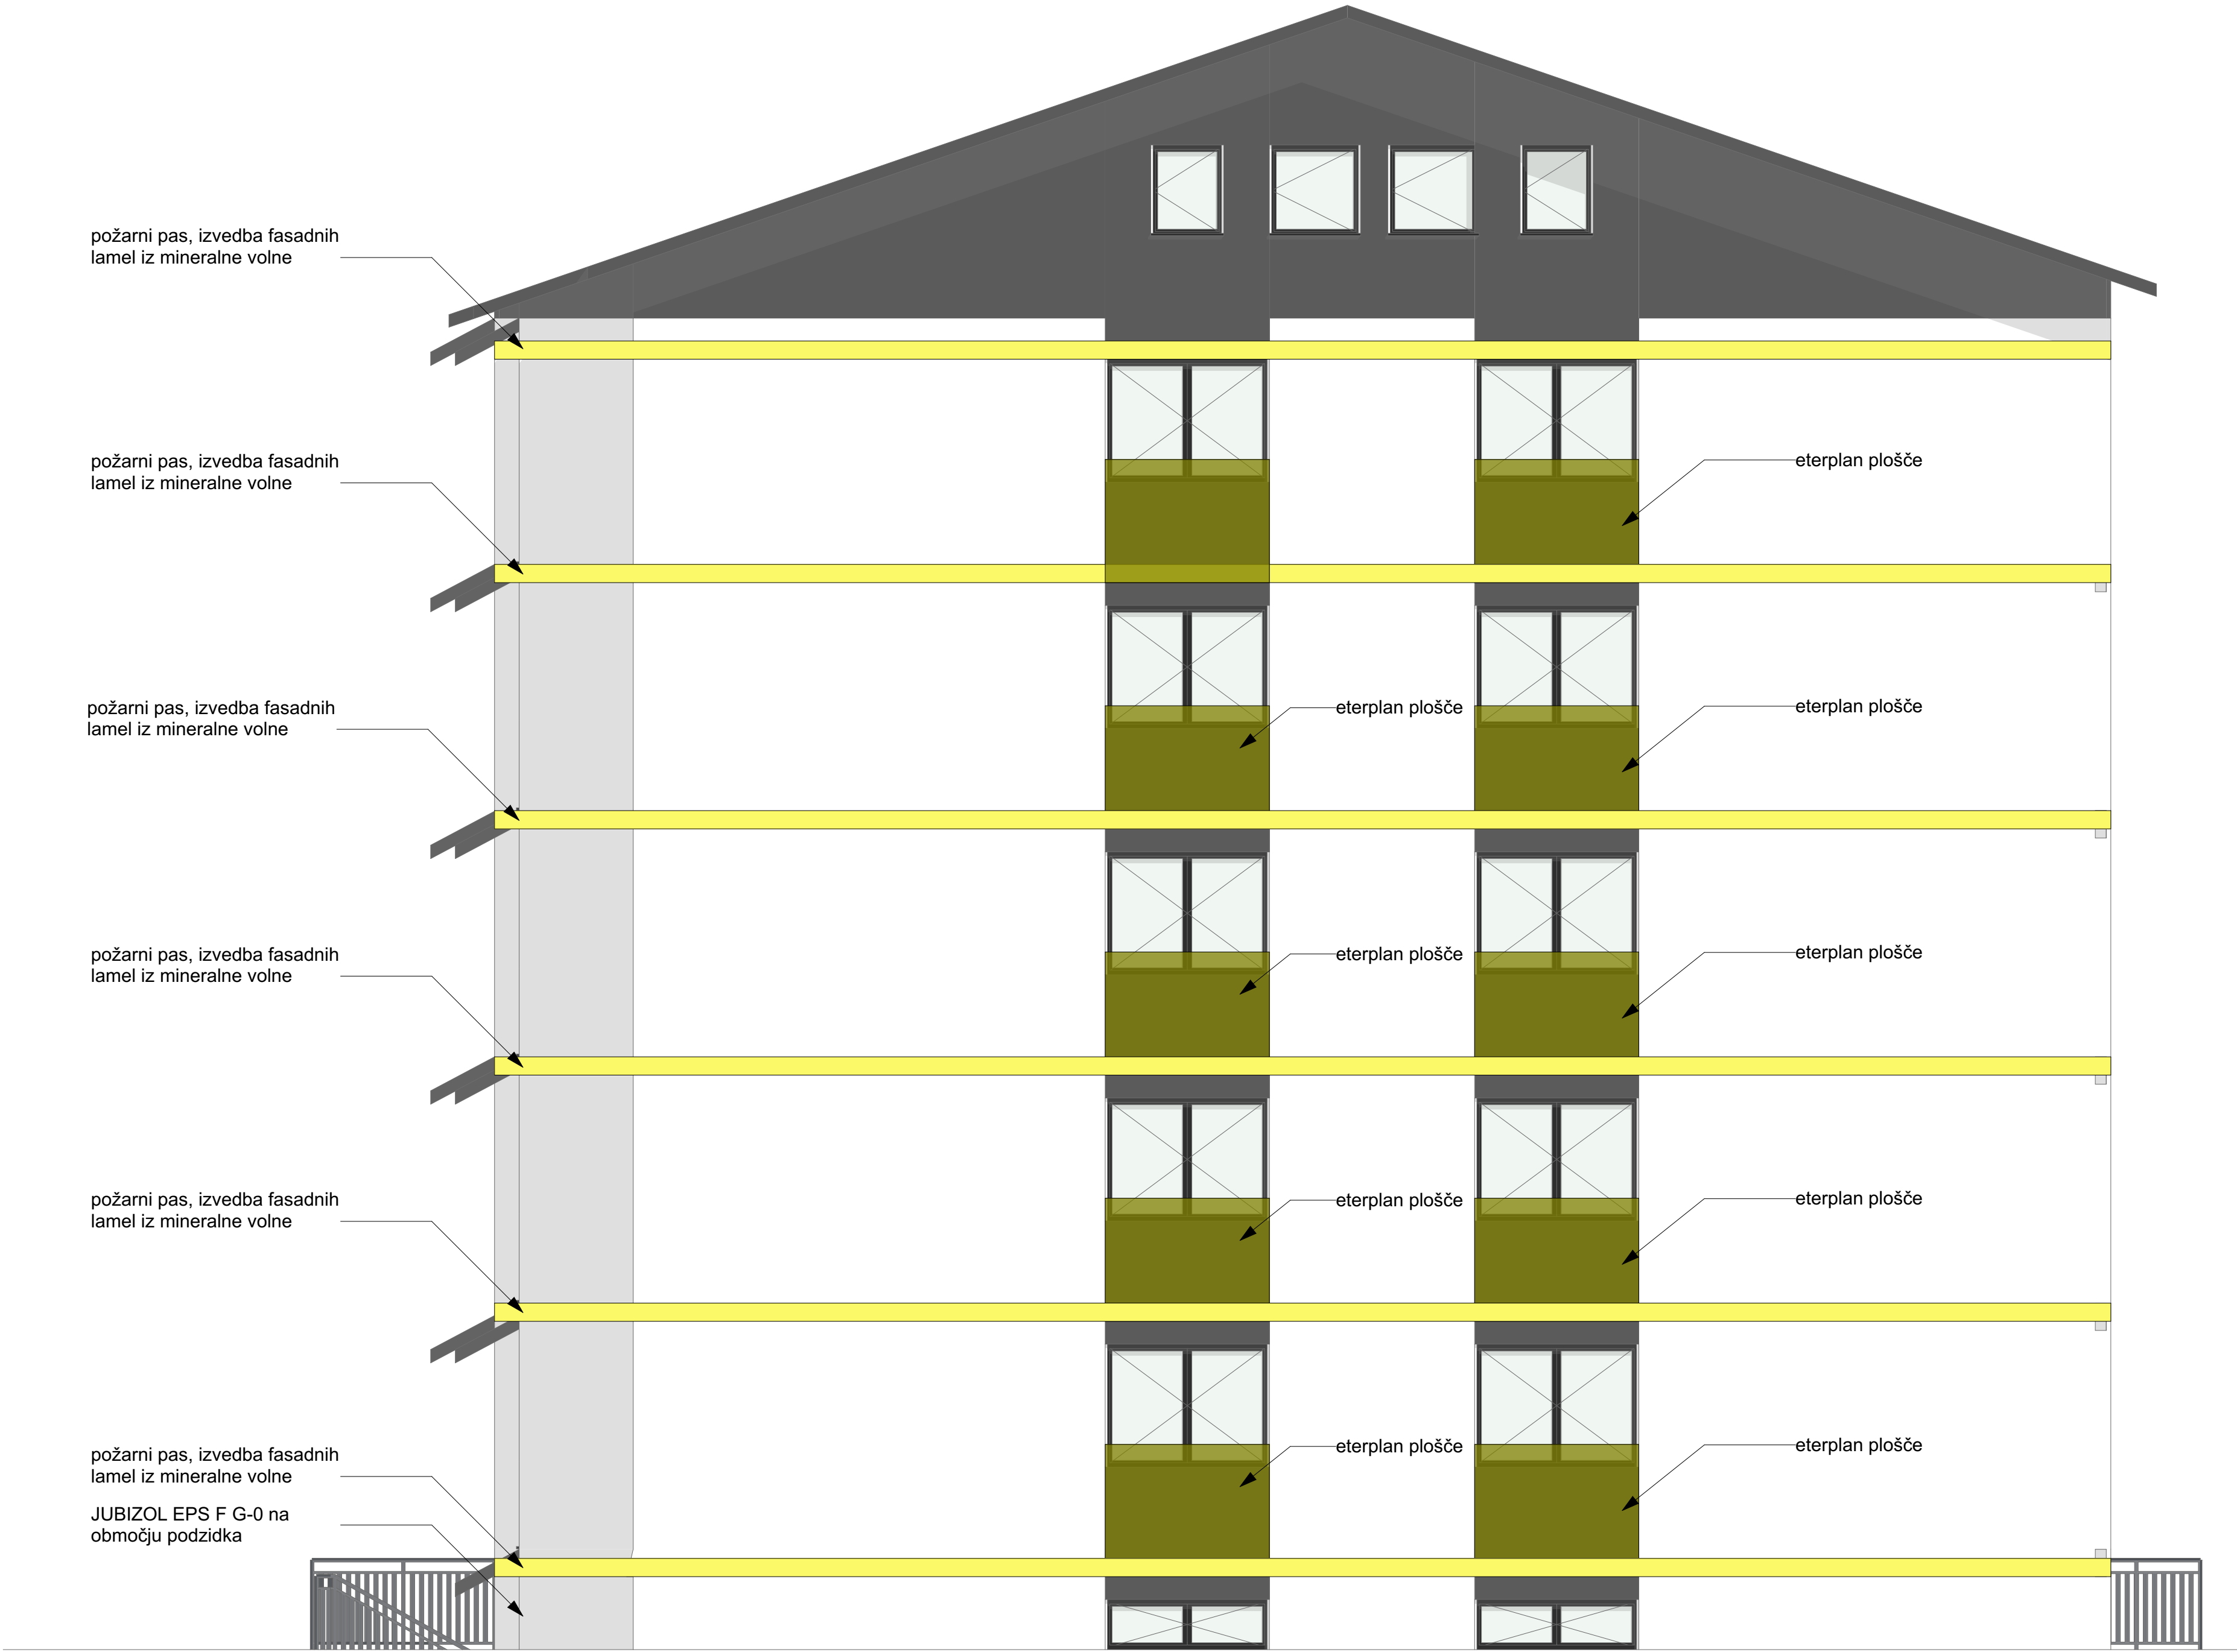 požarni pas, izvedba fasadnih
lamel iz mineralne volne
požarni pas, izvedba fasadnih
lamel iz mineralne volne
eterplan plošče
požarni pas, izvedba fasadnih
lamel iz mineralne volne
eterplan plošče
eterplan plošče
požarni pas, izvedba fasadnih
lamel iz mineralne volne
eterplan plošče
eterplan plošče
požarni pas, izvedba fasadnih
lamel iz mineralne volne
eterplan plošče
eterplan plošče
požarni pas, izvedba fasadnih
lamel iz mineralne volne
eterplan plošče
eterplan plošče
JUBIZOL EPS F G-0 na
območju podzidka